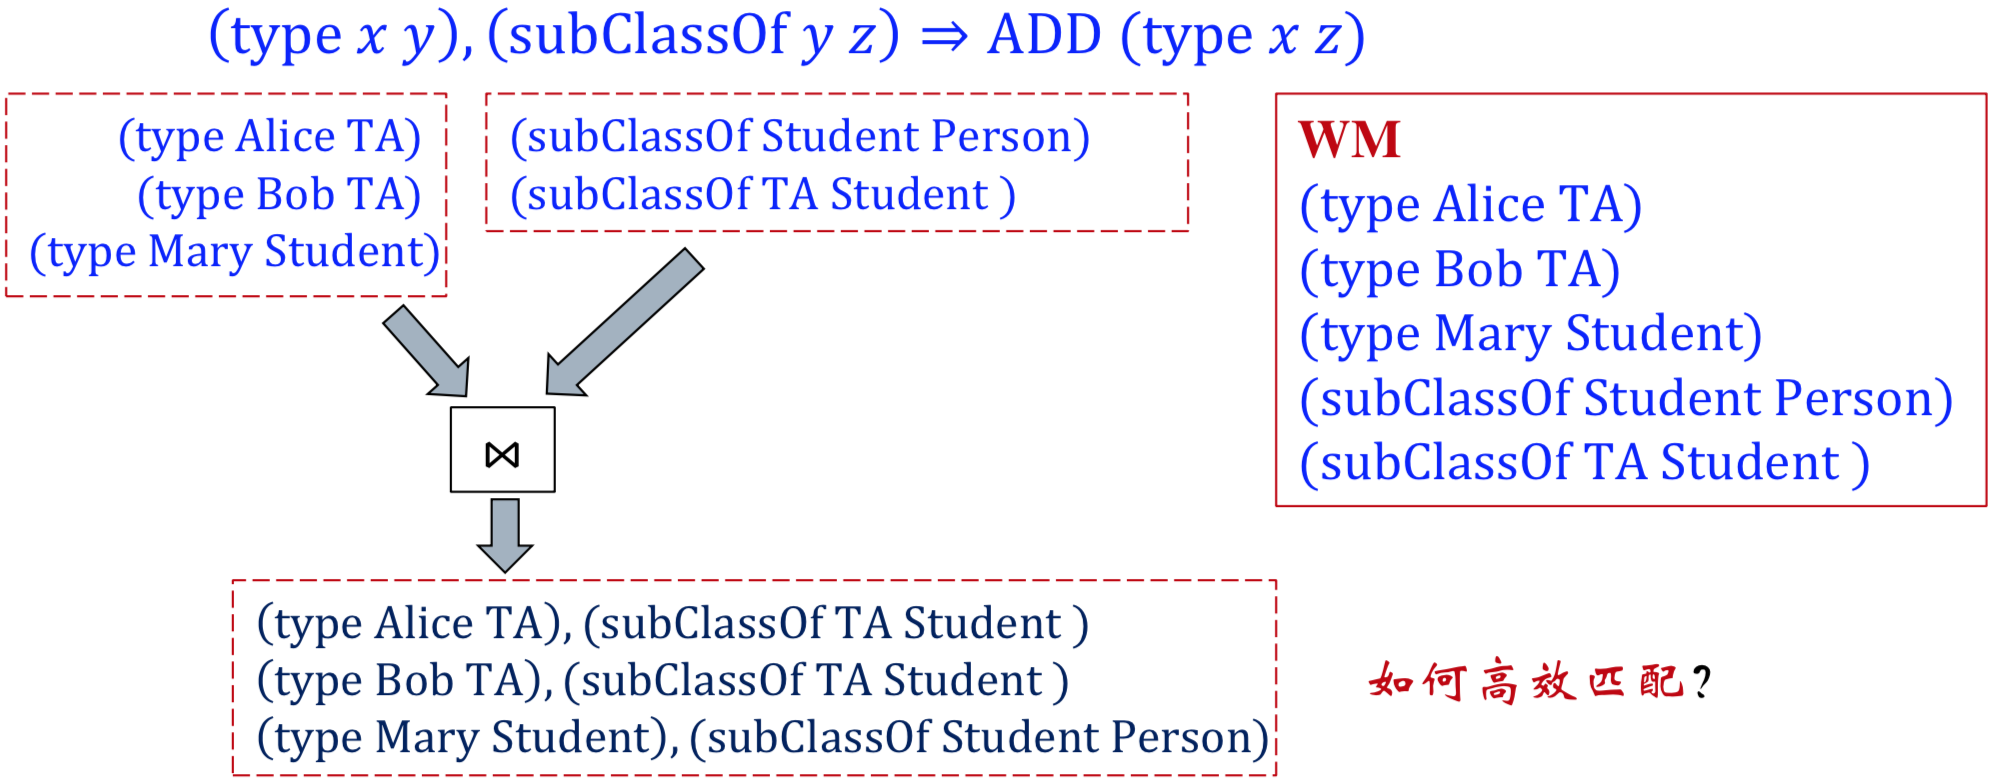 (type x y), (subClassOf y z) ⇒ ADD (type x z)
(type Alice TA)
(type Bob TA)
(type Mary Student)
(subClassOf Student Person)
(subClassOf TA Student )
WM
(type Alice TA)
(type Bob TA)
(type Mary Student)
(subClassOf Student Person)
(subClassOf TA Student )
⋈
(type Alice TA), (subClassOf TA Student )
(type Bob TA), (subClassOf TA Student )
(type Mary Student), (subClassOf Student Person)
如何高效匹配?